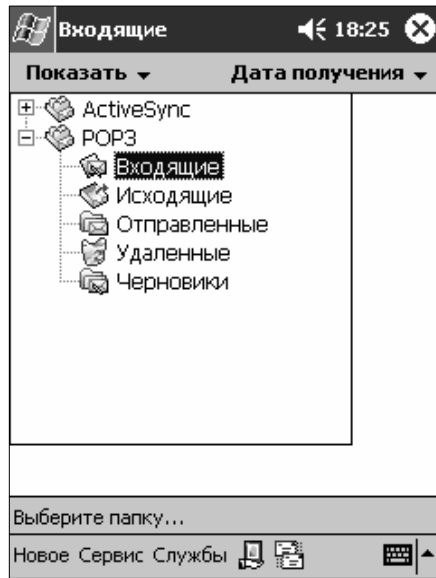 Входящие 18:25
Показать Дата получения
ActiveSync
POP3
Входящие
Исходящие
Отправленные
Удаленные
Черновики
Выберите папку...
Новое Сервис Службы